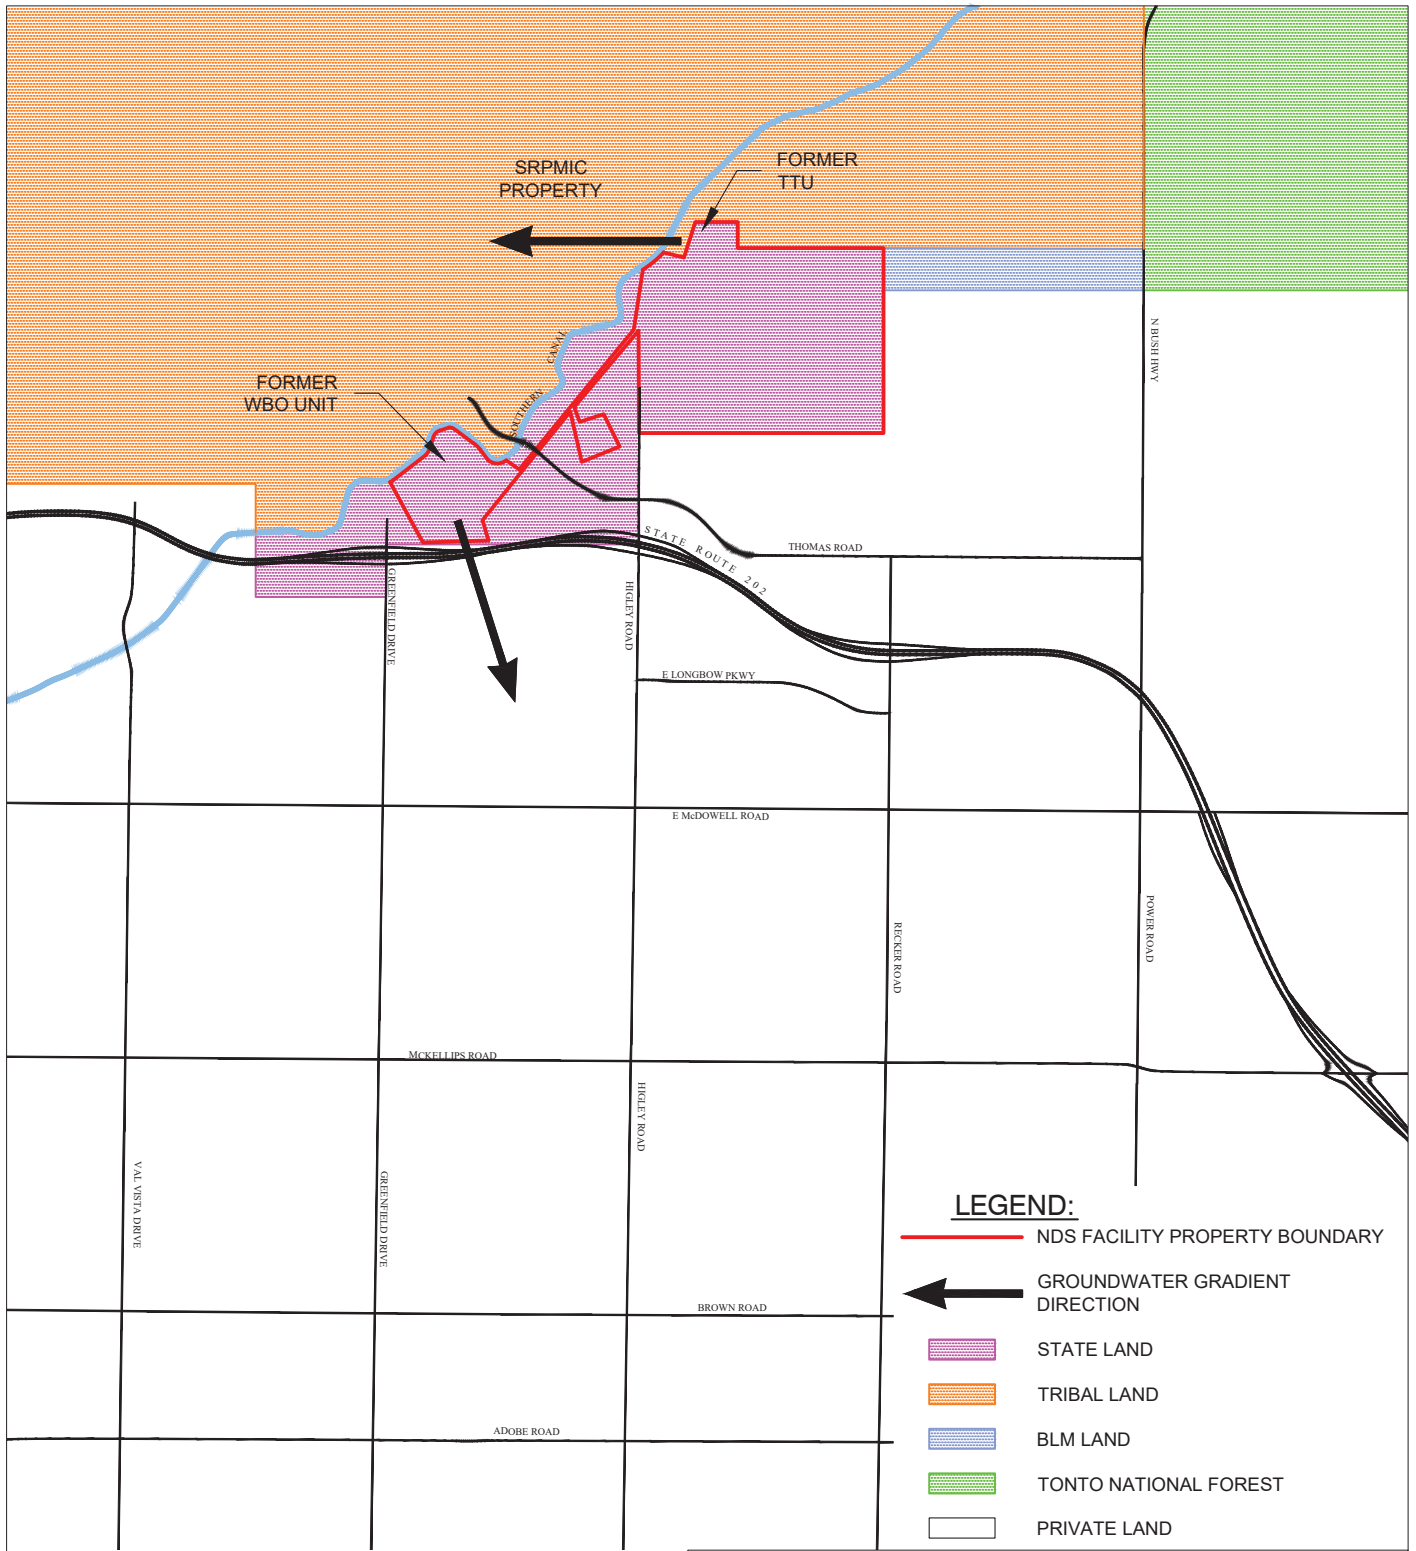 SRPMIC
PROPERTY
FORMER
TTU
FORMER
WBO UNIT
SOUTHERN
CANAL
N BUSH HWY
STATE ROUTE 202
THOMAS ROAD
GREENFIELD DRIVE
HIGLEY ROAD
E LONGBOW PKWY
E McDOWELL ROAD
RECKER ROAD
POWER ROAD
MCKELLIPS ROAD
HIGLEY ROAD
VAL VISTA DRIVE
GREENFIELD DRIVE
BROWN ROAD
ADOBE ROAD
LEGEND:
NDS FACILITY PROPERTY BOUNDARY
GROUNDWATER GRADIENT
DIRECTION
STATE LAND
TRIBAL LAND
BLM LAND
TONTO NATIONAL FOREST
PRIVATE LAND